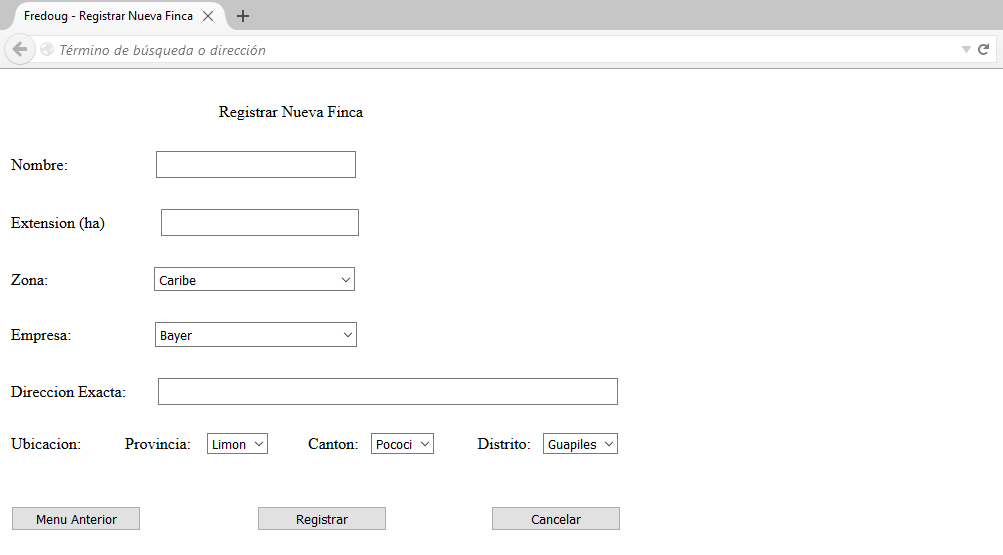 Fredoug - Registrar Nueva Finca
Término de búsqueda o dirección
Registrar Nueva Finca
Nombre:
Extension (ha)
Zona: Caribe
Empresa: Bayer
Direccion Exacta:
Ubicacion: Provincia: Limon Canton: Pococi Distrito: Guapiles
Menu Anterior Registrar Cancelar